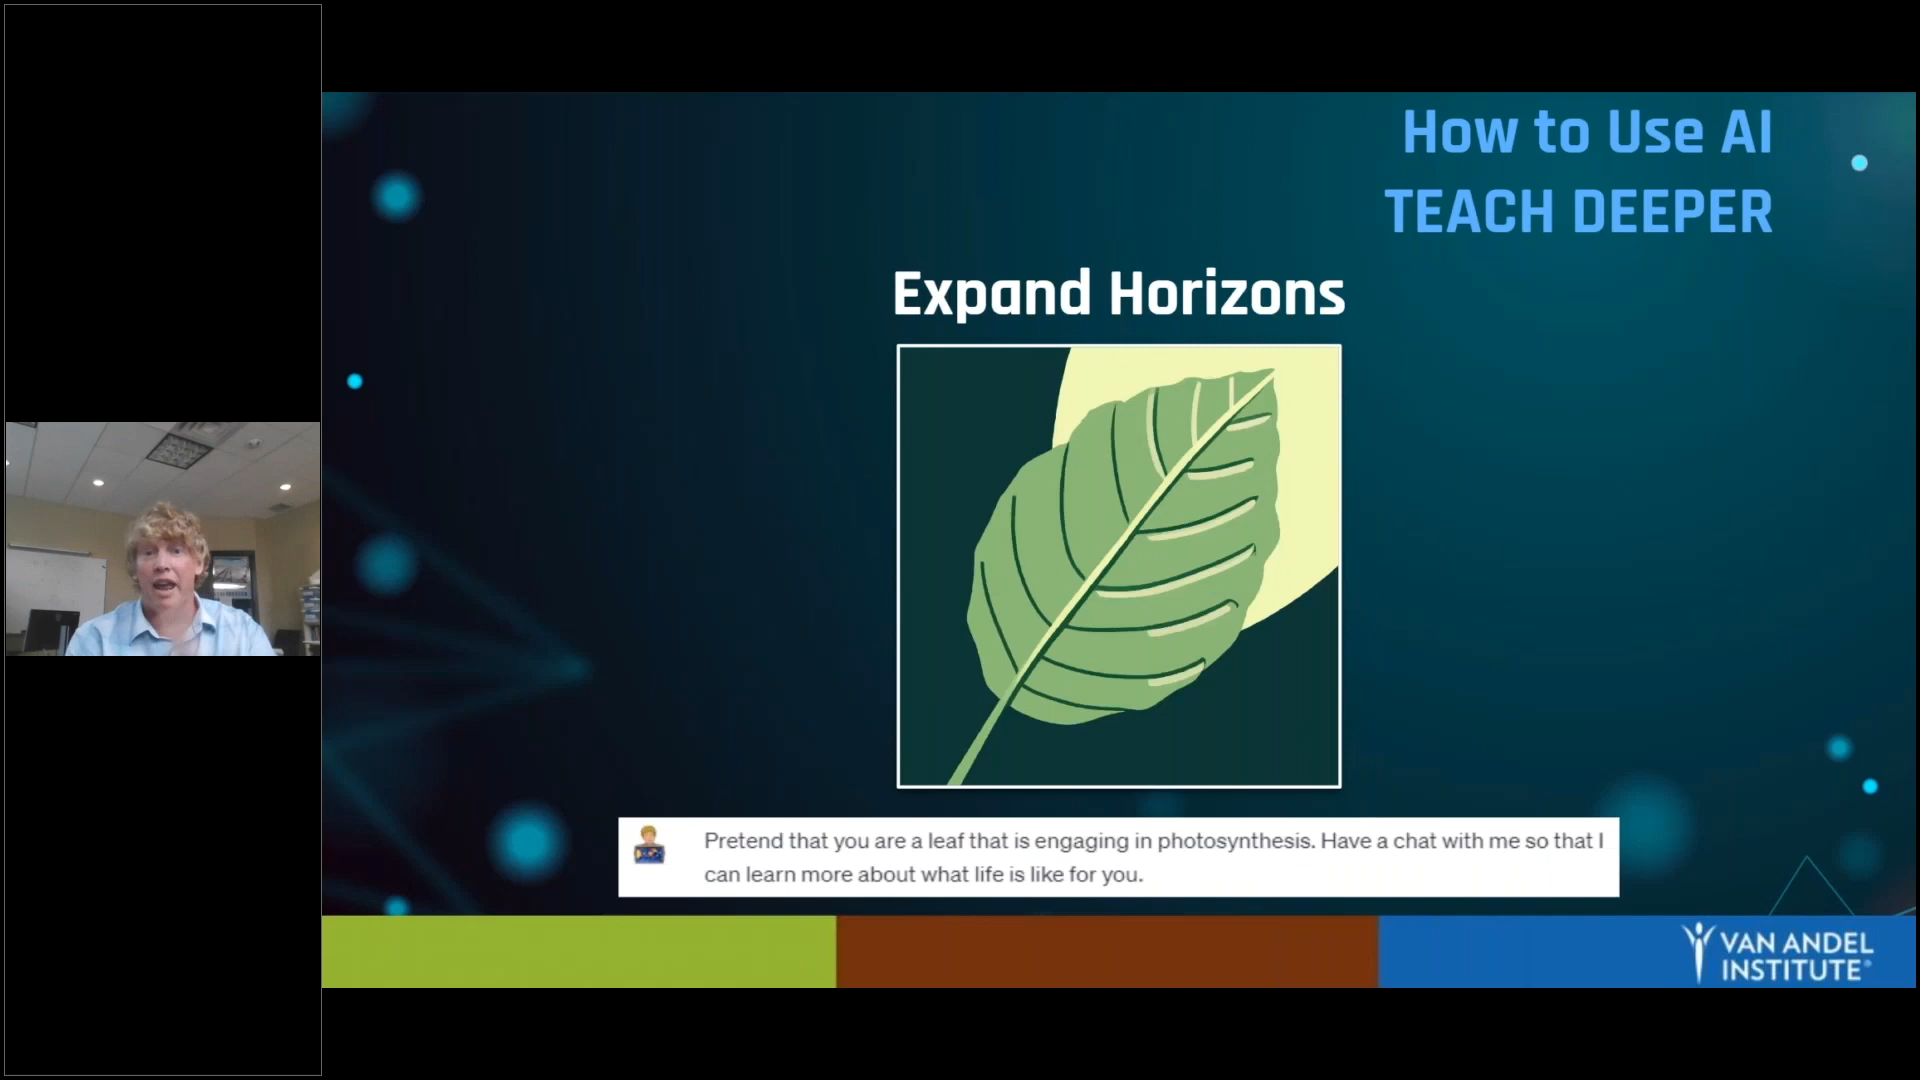 How to Use AI
TEACH DEEPER
Expand Horizons
Pretend that you are a leaf that is engaging in photosynthesis. Have a chat with me so that I
can learn more about what life is like for you.
VAN ANDEL
INSTITUTE®